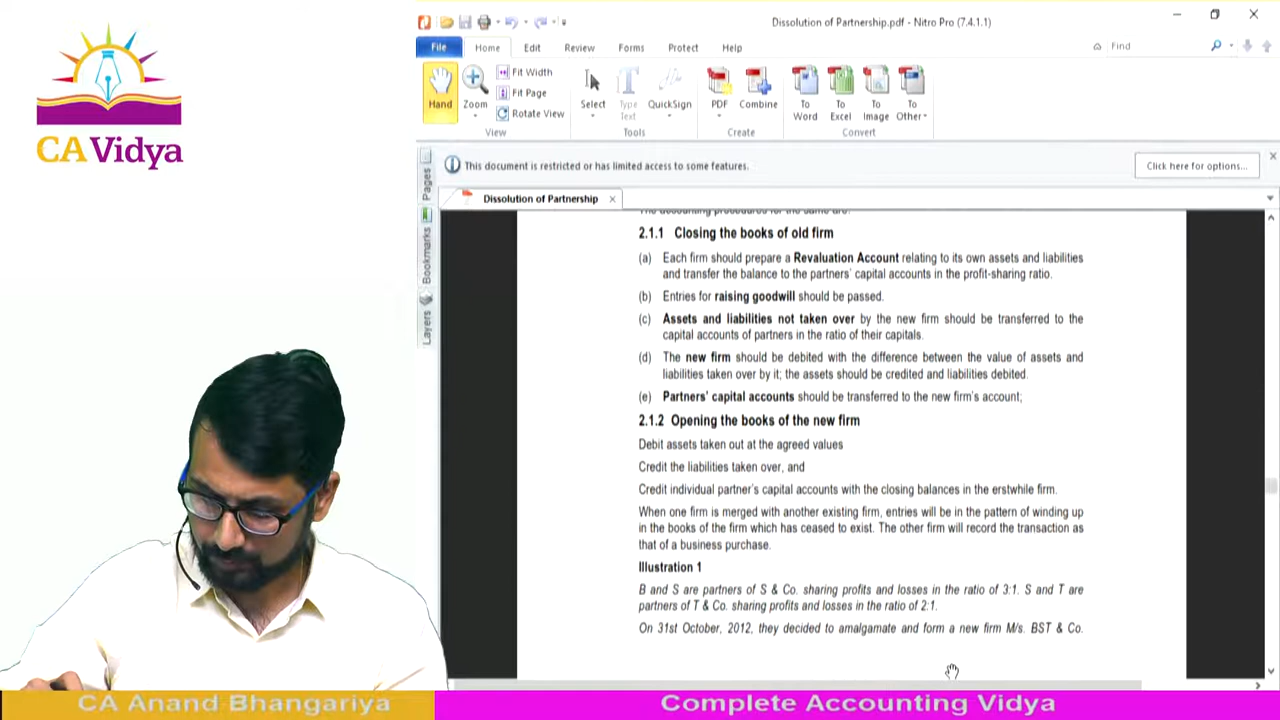 CA Vidya
Dissolution of Partnership.pdf - Nitro Pro (7.4.1.1)
File Home Edit Review Forms Protect Help
Find
Hand
Zoom
Fit Width
Fit Page
Rotate View
View
Select
Type Text
QuickSign
Tools
PDF
Combine
Create
To Word
To Excel
To Image
To Other
Convert
This document is restricted or has limited access to some features.
Click here for options...
Pages
Bookmarks
Layers
Dissolution of Partnership
The accounting procedures for the same are:
2.1.1 Closing the books of old firm
(a) Each firm should prepare a Revaluation Account relating to its own assets and liabilities
and transfer the balance to the partners' capital accounts in the profit-sharing ratio.
(b) Entries for raising goodwill should be passed.
(c) Assets and liabilities not taken over by the new firm should be transferred to the
capital accounts of partners in the ratio of their capitals.
(d) The new firm should be debited with the difference between the value of assets and
liabilities taken over by it; the assets should be credited and liabilities debited.
(e) Partners' capital accounts should be transferred to the new firm's account;
2.1.2 Opening the books of the new firm
Debit assets taken out at the agreed values
Credit the liabilities taken over, and
Credit individual partner's capital accounts with the closing balances in the erstwhile firm.
When one firm is merged with another existing firm, entries will be in the pattern of winding up
in the books of the firm which has ceased to exist. The other firm will record the transaction as
that of a business purchase.
Illustration 1
B and S are partners of S & Co. sharing profits and losses in the ratio of 3:1. S and T are
partners of T & Co. sharing profits and losses in the ratio of 2:1.
On 31st October, 2012, they decided to amalgamate and form a new firm M/s. BST & Co.
CA Anand Bhangariya
Complete Accounting Vidya